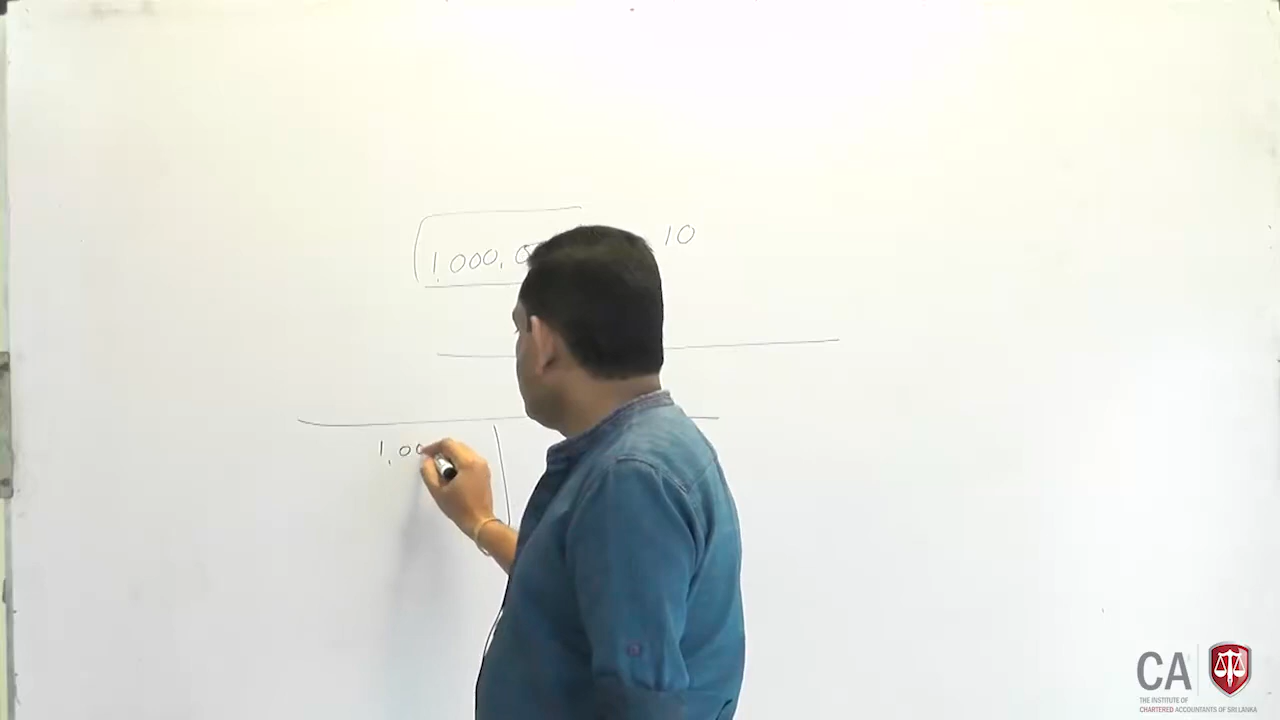 10
1,000,0
1,00
CA
THE INSTITUTE OF
CHARTERED ACCOUNTANTS OF SRI LANKA